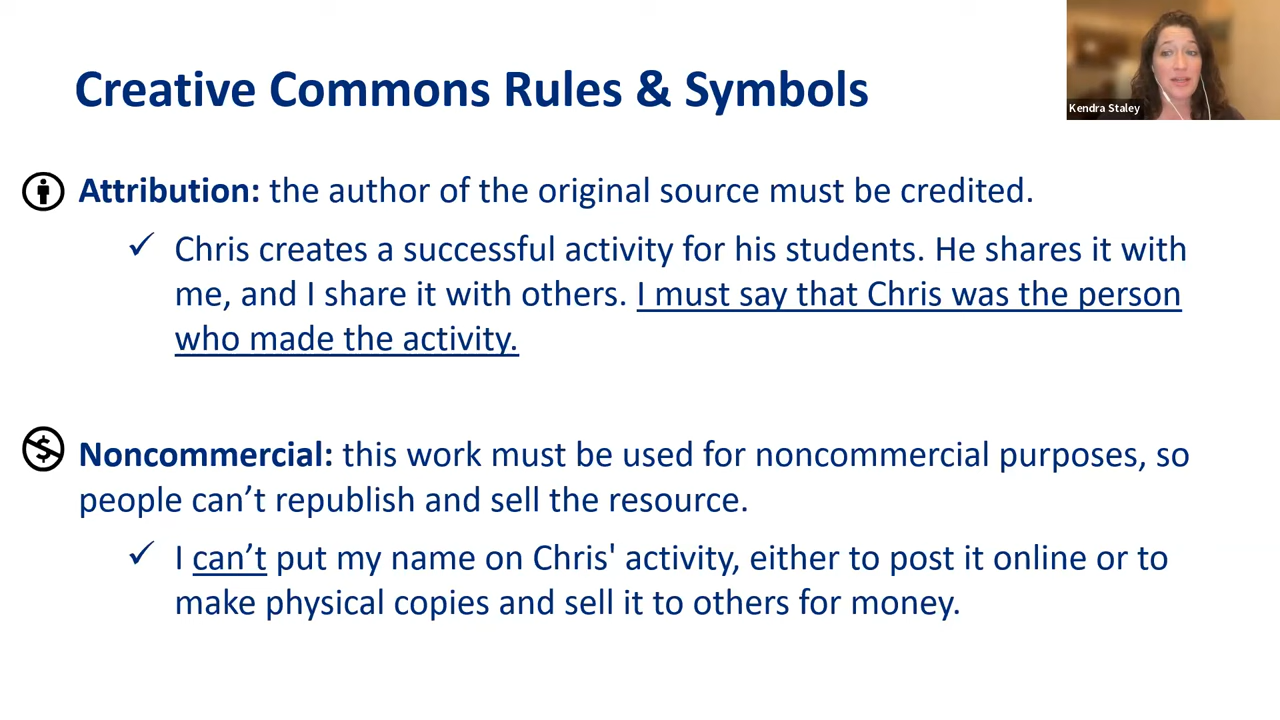 Creative Commons Rules & Symbols
Kendra Staley
Attribution: the author of the original source must be credited.
✓ Chris creates a successful activity for his students. He shares it with
me, and I share it with others. I must say that Chris was the person
who made the activity.
Noncommercial: this work must be used for noncommercial purposes, so
people can’t republish and sell the resource.
✓ I can’t put my name on Chris' activity, either to post it online or to
make physical copies and sell it to others for money.